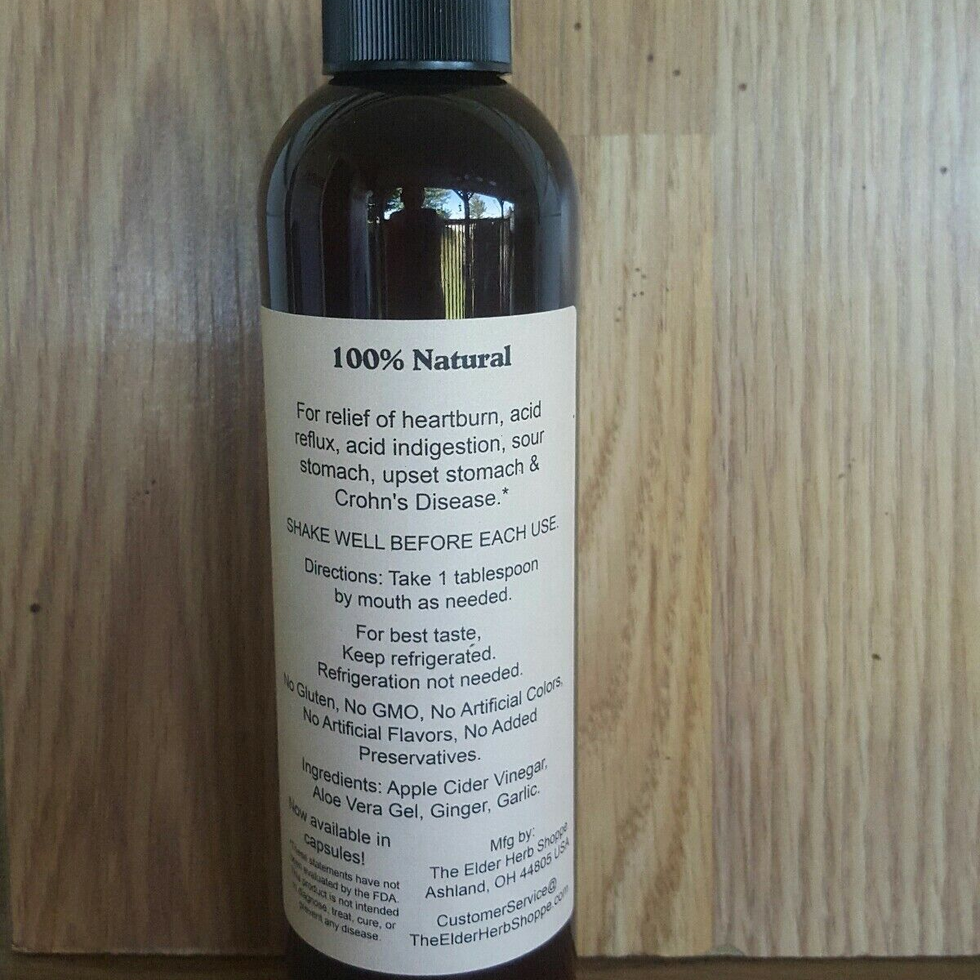 100% Natural
For relief of heartburn, acid
reflux, acid indigestion, sour
stomach, upset stomach &
Crohn's Disease.*
SHAKE WELL BEFORE EACH USE.
Directions: Take 1 tablespoon
by mouth as needed.
For best taste,
Keep refrigerated.
Refrigeration not needed.
No Gluten, No GMO, No Artificial Colors,
No Artificial Flavors, No Added
Preservatives.
Ingredients: Apple Cider Vinegar,
Aloe Vera Gel, Ginger, Garlic.
Now available in
capsules!
*These statements have not
been evaluated by the FDA.
This product is not intended
to diagnose, treat, cure, or
prevent any disease.
Mfg by:
The Elder Herb Shoppe
Ashland, OH 44805 USA
CustomerService@
TheElderHerbShoppe.com